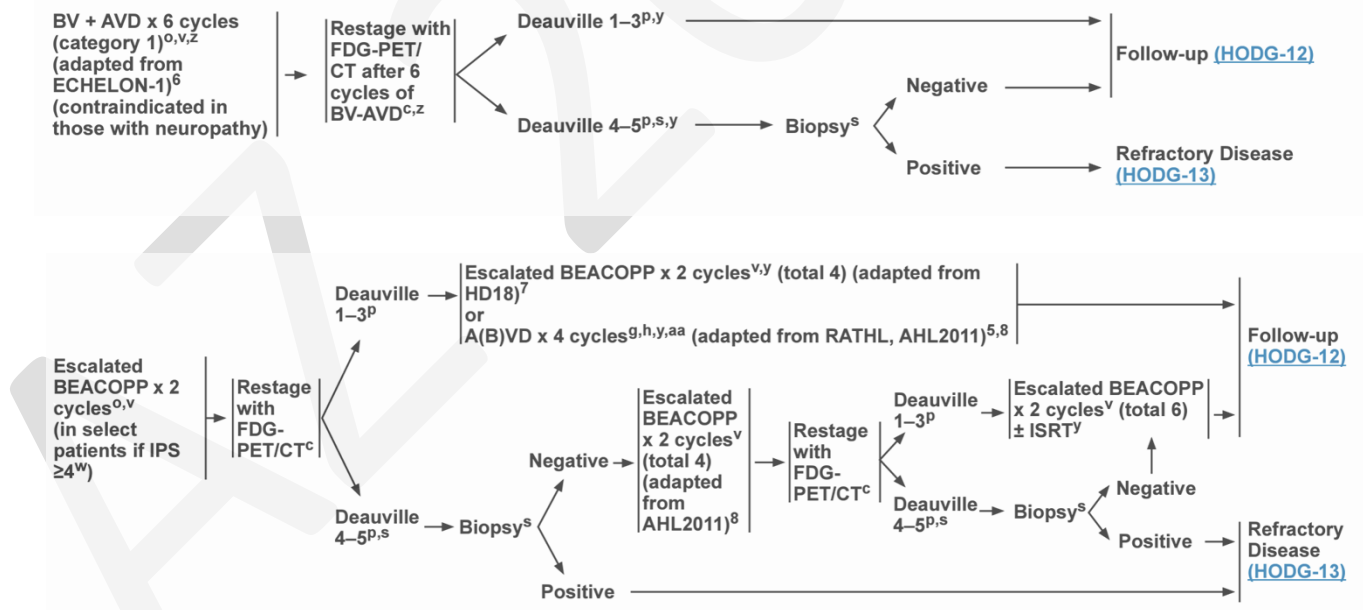 BV + AVD x 6 cycles
(category 1)o,v,z
(adapted from
ECHELON-1)6
(contraindicated in
those with neuropathy)
Restage with
FDG-PET/
CT after 6
cycles of
BV-AVDc,z
Deauville 1–3p,y
Deauville 4–5p,s,y
Biopsys
Negative
Positive
Follow-up (HODG-12)
Refractory Disease
(HODG-13)
Escalated
BEACOPP x 2
cycleso,v
(in select
patients if IPS
≥4w)
Restage
with
FDG-
PET/CTc
Deauville
1–3p
Escalated BEACOPP x 2 cyclesv,y (total 4) (adapted from
HD18)7
or
A(B)VD x 4 cyclesg,h,y,aa (adapted from RATHL, AHL2011)5,8
Deauville
4–5p,s
Biopsys
Negative
Positive
Escalated
BEACOPP
x 2 cyclesv
(total 4)
(adapted
from
AHL2011)8
Restage
with
FDG-
PET/CTc
Deauville
1–3p
Deauville
4–5p,s
Escalated BEACOPP
x 2 cyclesv (total 6)
± ISRTy
Biopsys
Negative
Positive
Follow-up
(HODG-12)
Refractory
Disease
(HODG-13)